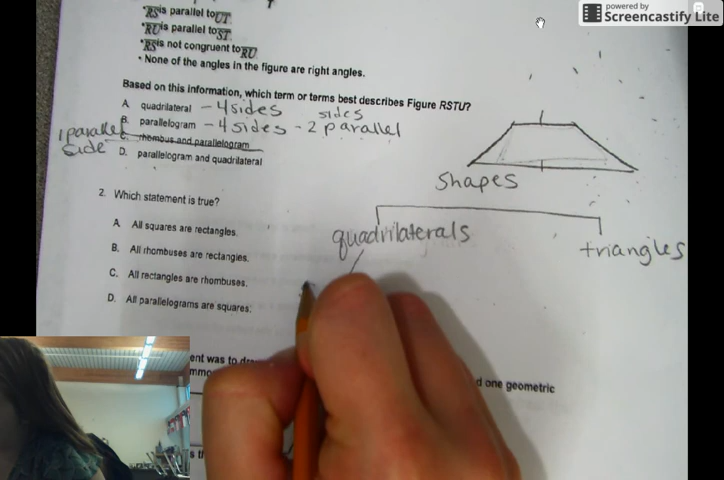 powered by
Screencastify Lite
RS is parallel to UT
RU is parallel to ST
RS is not congruent to RU
• None of the angles in the figure are right angles.
Based on this information, which term or terms best describes Figure RSTU?
A. quadrilateral - 4 sides
B. parallelogram - 4 sides - 2 parallel sides
1 parallel side
C. rhombus and parallelogram
D. parallelogram and quadrilateral
shapes
2. Which statement is true?
A. All squares are rectangles.
B. All rhombuses are rectangles.
C. All rectangles are rhombuses.
D. All parallelograms are squares.
quadrilaterals
triangles
ent was to
d one geometric